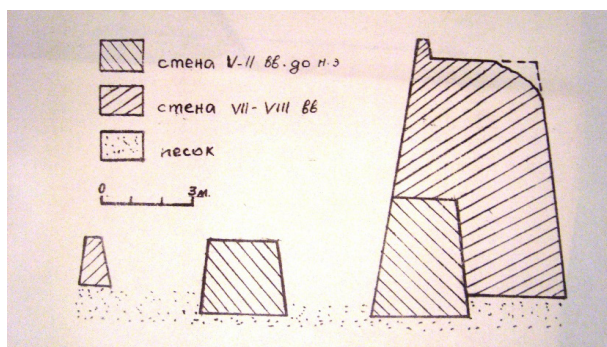 стена V-II вв. до н.э
стена VII-VIII вв
песок
0 3м.